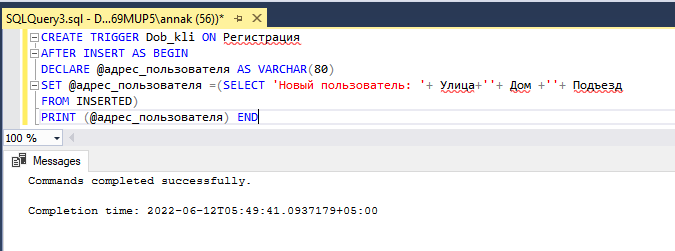 SQLQuery3.sql - D...69MUP5\annak (56))*
CREATE TRIGGER Dob_kli ON Регистрация
AFTER INSERT AS BEGIN
DECLARE @адрес_пользователя AS VARCHAR(80)
SET @адрес_пользователя =(SELECT 'Новый пользователь: '+ Улица+''+ Дом +''+ Подъезд
FROM INSERTED)
PRINT (@адрес_пользователя) END
100 %
Messages
Commands completed successfully.
Completion time: 2022-06-12T05:49:41.0937179+05:00